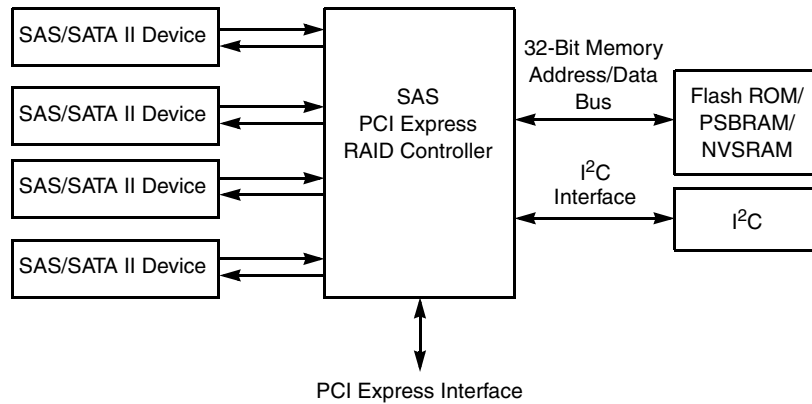 SAS/SATA II Device
SAS/SATA II Device
SAS/SATA II Device
SAS/SATA II Device
SAS
PCI Express
RAID Controller
32-Bit Memory
Address/Data
Bus
Flash ROM/
PSBRAM/
NVSRAM
I²C
Interface
I²C
PCI Express Interface